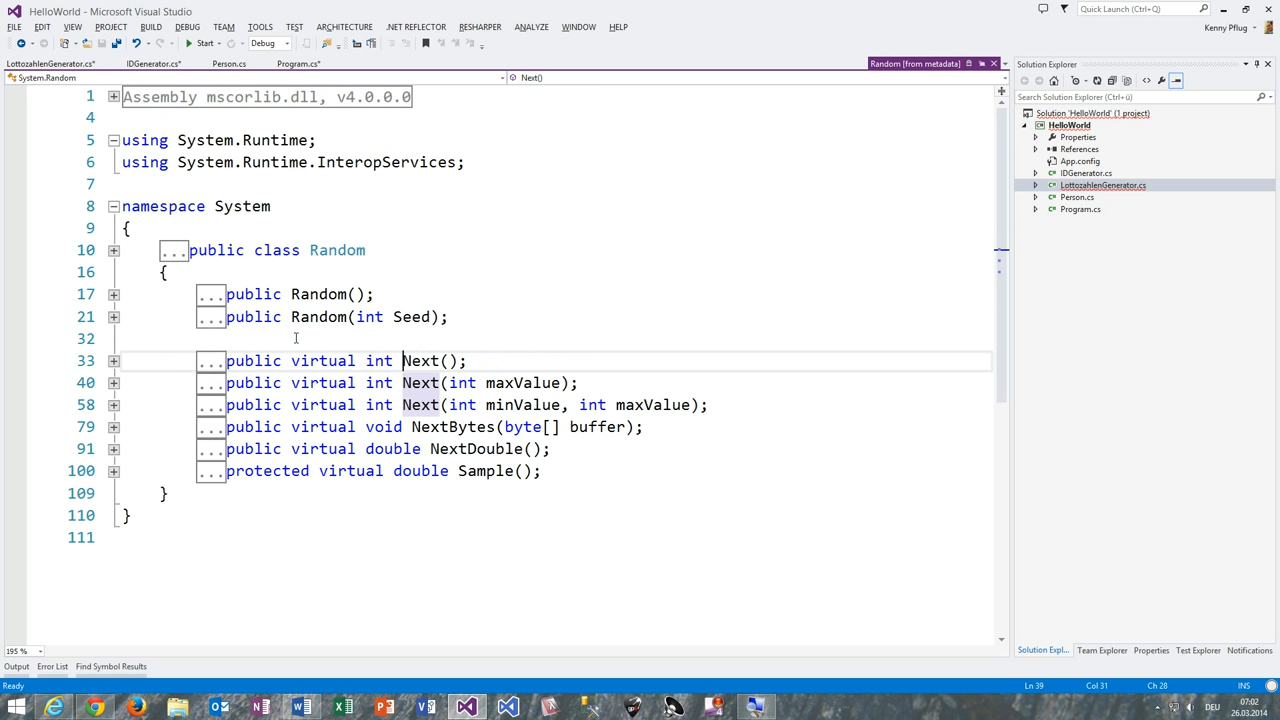 HelloWorld - Microsoft Visual Studio
Quick Launch (Ctrl+Q)
FILE EDIT VIEW PROJECT BUILD DEBUG TEAM TOOLS TEST ARCHITECTURE .NET REFLECTOR RESHARPER ANALYZE WINDOW HELP
Kenny Pflug
Start Debug
LottozahlenGenerator.cs* IDGenerator.cs* Person.cs Program.cs* Random [from metadata]
System.Random Next()
1 Assembly mscorlib.dll, v4.0.0.0
4
5 using System.Runtime;
6 using System.Runtime.InteropServices;
7
8 namespace System
9 {
10 ...public class Random
16 {
17 ...public Random();
21 ...public Random(int Seed);
32
33 ...public virtual int Next();
40 ...public virtual int Next(int maxValue);
58 ...public virtual int Next(int minValue, int maxValue);
79 ...public virtual void NextBytes(byte[] buffer);
91 ...public virtual double NextDouble();
100 ...protected virtual double Sample();
109 }
110 }
111
195 %
Output Error List Find Symbol Results
Solution Explorer
Search Solution Explorer (Ctrl+ü)
Solution 'HelloWorld' (1 project)
HelloWorld
Properties
References
App.config
IDGenerator.cs
LottozahlenGenerator.cs
Person.cs
Program.cs
Solution Expl... Team Explorer Properties Test Explorer Notifications
Ready Ln 39 Col 31 Ch 28 INS
DEU
07:02
26.03.2014